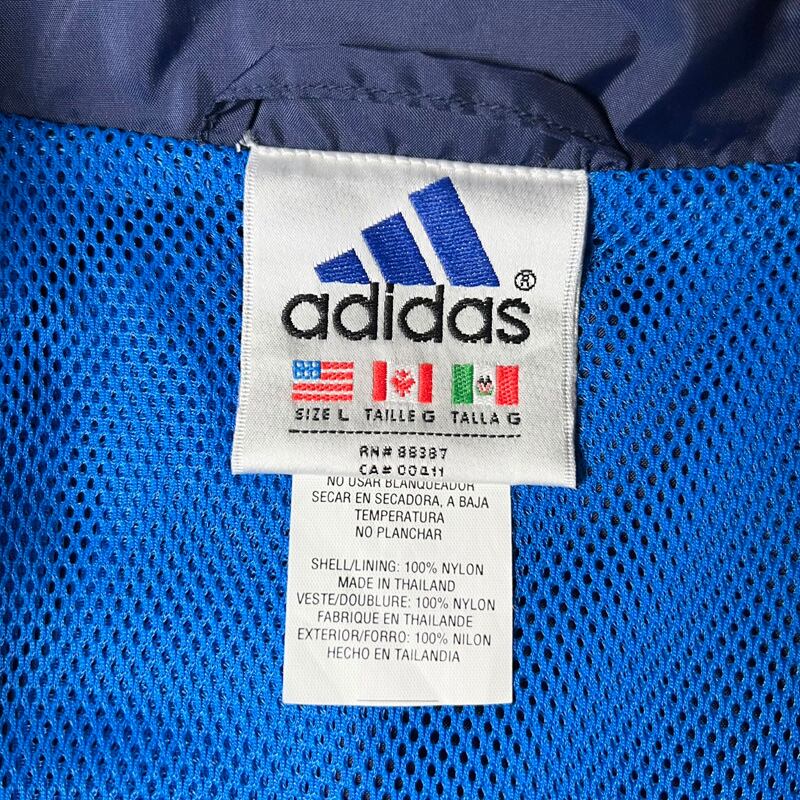 adidas®
SIZE L TAILLE G TALLA G
RN# 88387
CA# 00411
NO USAR BLANQUEADOR
SECAR EN SECADORA, A BAJA
TEMPERATURA
NO PLANCHAR
SHELL/LINING: 100% NYLON
MADE IN THAILAND
VESTE/DOUBLURE: 100% NYLON
FABRIQUE EN THAILANDE
EXTERIOR/FORRO: 100% NILON
HECHO EN TAILANDIA